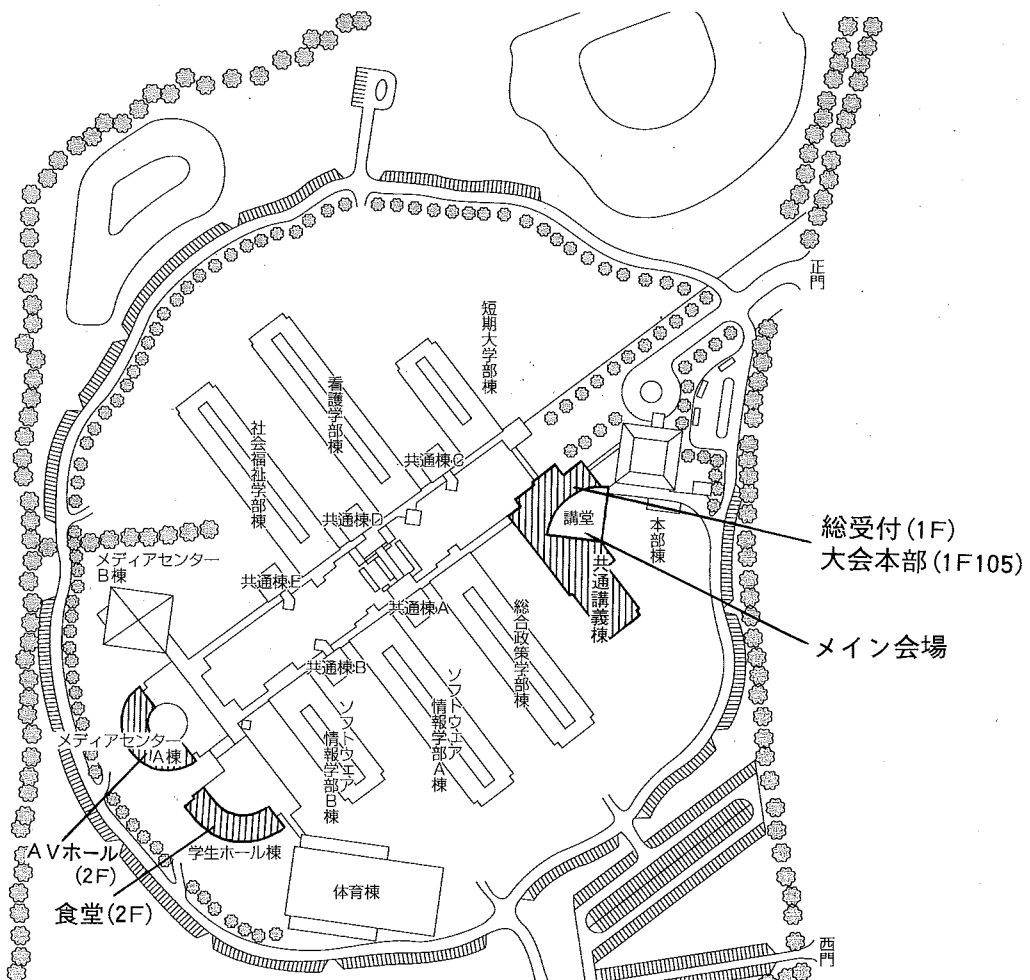 正門
短期大学部棟
看護学部棟
社会福祉学部棟
共通棟C
共通棟D
講堂
本部棟
総受付(1F)
大会本部(1F105)
メディアセンター
B棟
共通棟E
共通棟A
共通講義棟
総合政策学部棟
メイン会場
共通棟B
ソフトウェア
情報学部A棟
ソフトウェア
情報学部B棟
メディアセンター
A棟
AVホール
(2F)
学生ホール棟
食堂(2F)
体育棟
西門